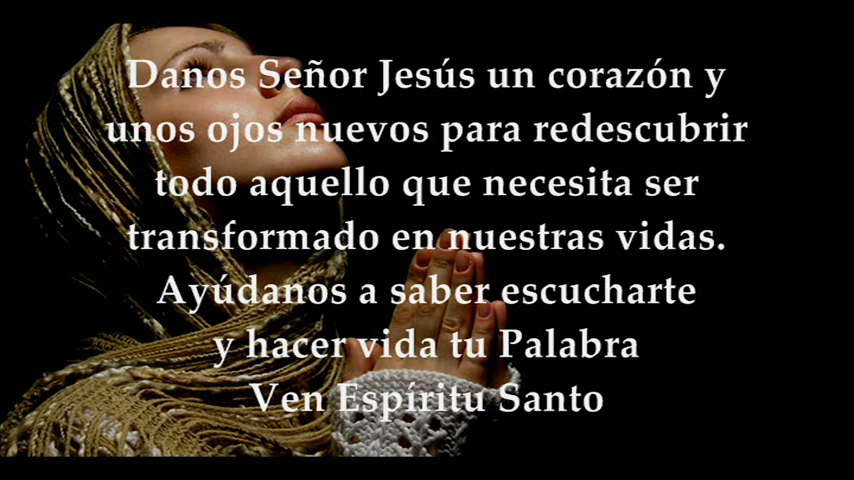 Danos Señor Jesús un corazón y
unos ojos nuevos para redescubrir
todo aquello que necesita ser
transformado en nuestras vidas.
Ayúdanos a saber escucharte
y hacer vida tu Palabra
Ven Espíritu Santo